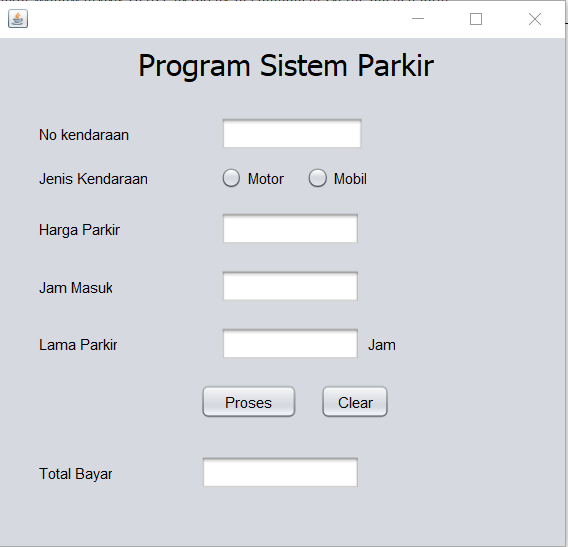 Program Sistem Parkir
No kendaraan
Jenis Kendaraan Motor Mobil
Harga Parkir
Jam Masuk
Lama Parkir Jam
Proses Clear
Total Bayar